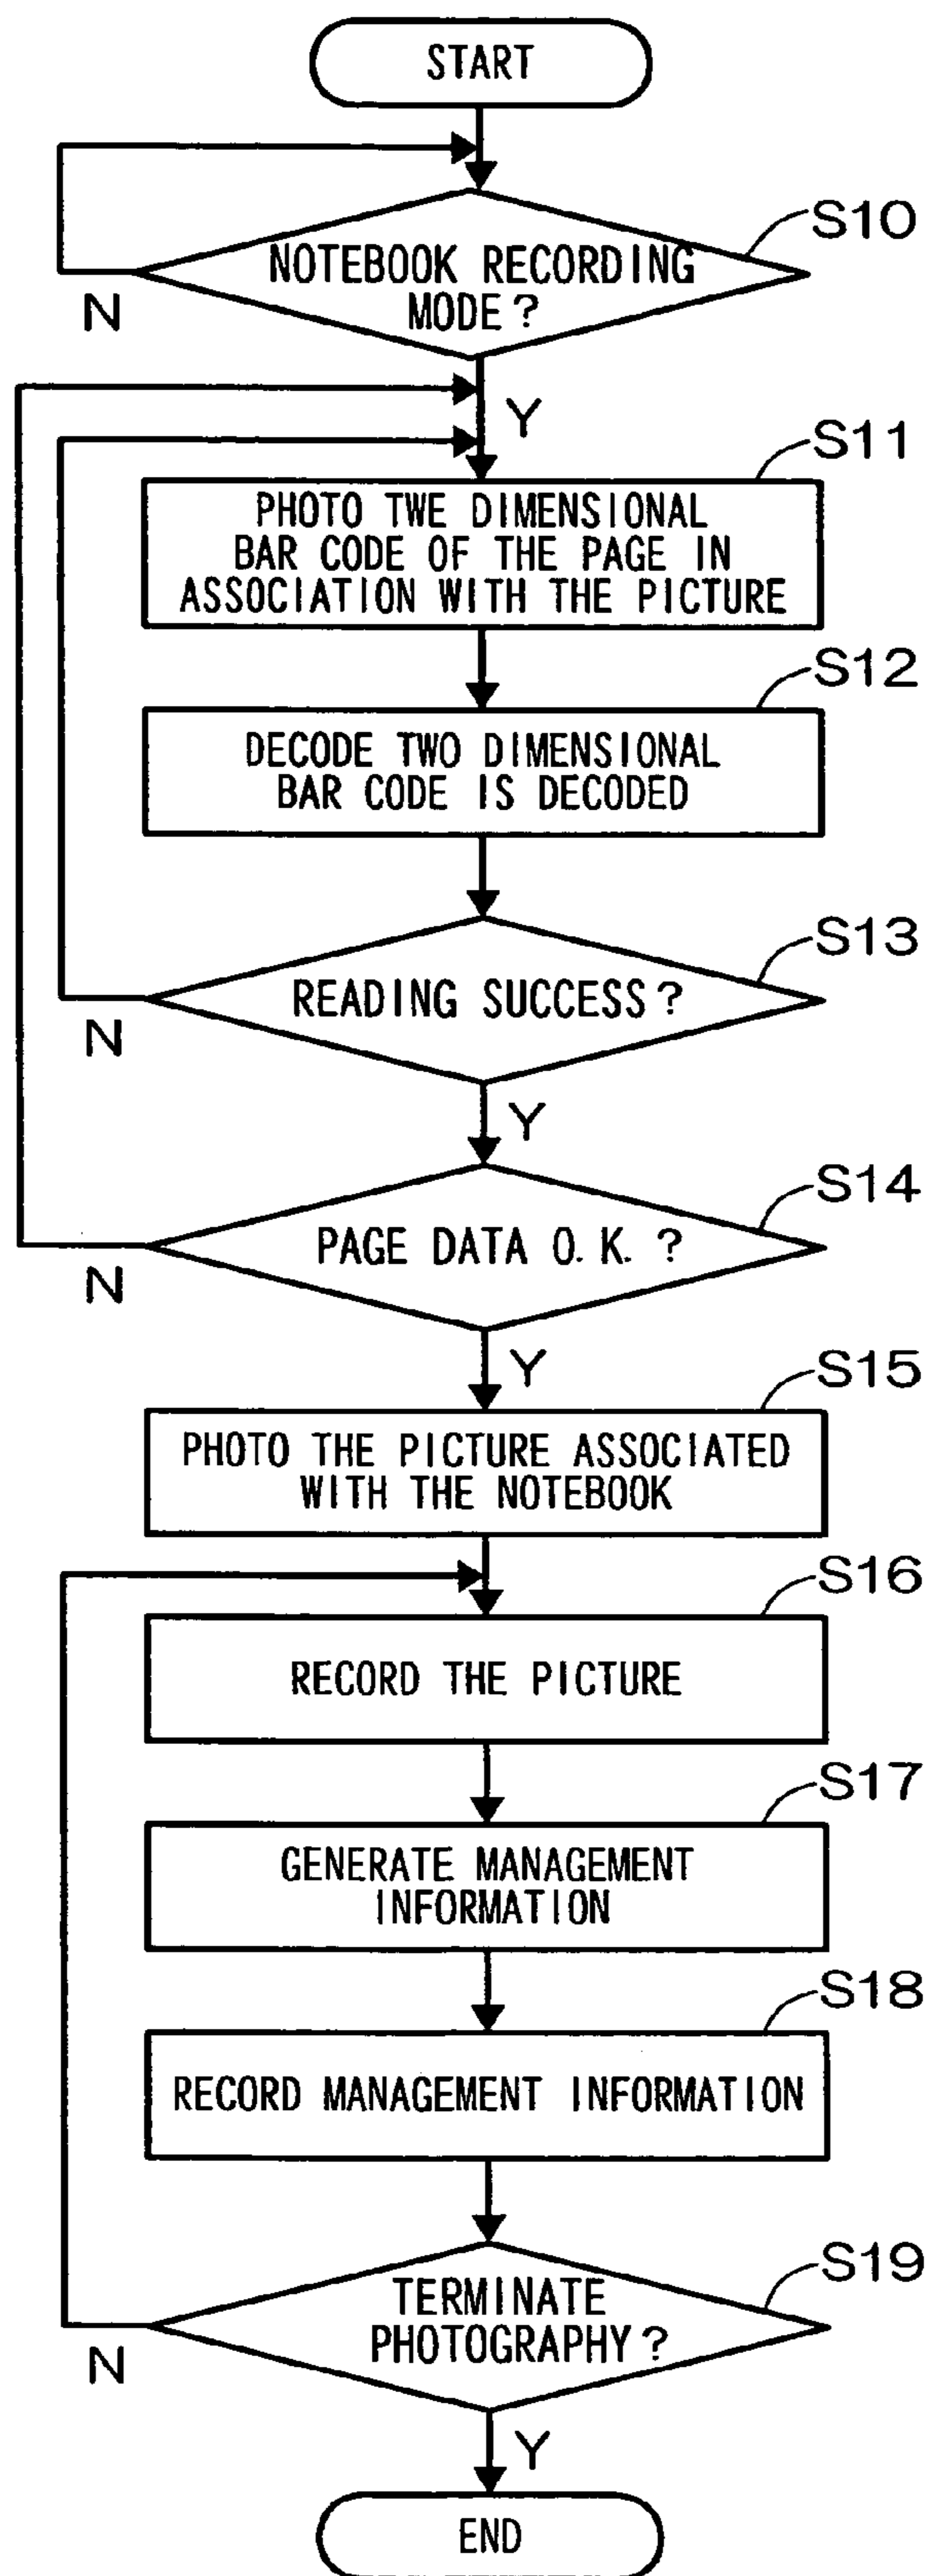 START
S10
NOTEBOOK RECORDING
MODE?
N
Y
S11
PHOTO TWE DIMENSIONAL
BAR CODE OF THE PAGE IN
ASSOCIATION WITH THE PICTURE
S12
DECODE TWO DIMENSIONAL
BAR CODE IS DECODED
S13
READING SUCCESS?
N
Y
S14
PAGE DATA O.K. ?
N
Y
S15
PHOTO THE PICTURE ASSOCIATED
WITH THE NOTEBOOK
S16
RECORD THE PICTURE
S17
GENERATE MANAGEMENT
INFORMATION
S18
RECORD MANAGEMENT INFORMATION
S19
TERMINATE
PHOTOGRAPHY?
N
Y
END